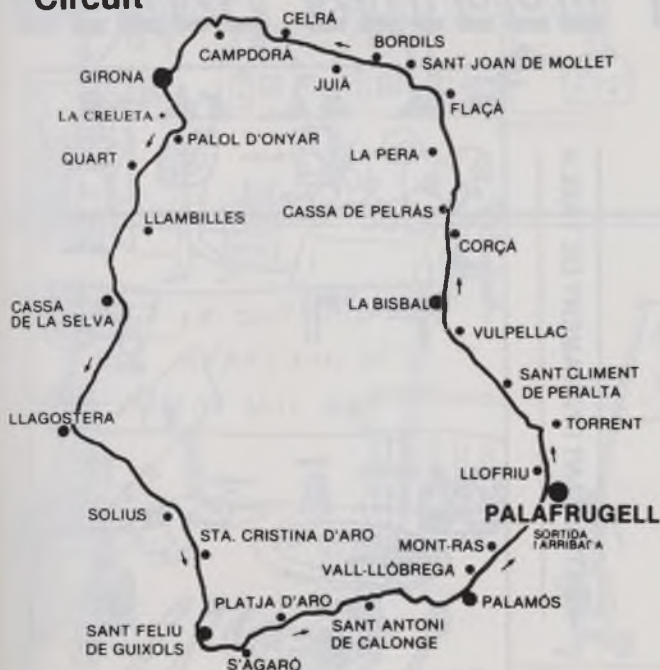 Circuit
CELRÀ
CAMPDORÀ
BORDILS
SANT JOAN DE MOLLET
GIRONA
JUIÀ
FLAÇÀ
LA CREUETA
PALOL D'ONYAR
LA PERA
QUART
CASSA DE PELRÀS
LLAMBILLES
CORÇÀ
CASSA
DE LA SELVA
LA BISBAL
VULPELLAC
SANT CLIMENT
DE PERALTA
LLAGOSTERA
TORRENT
LLOFRIU
PALAFRUGELL
SOLIUS
SORTIDA
STA. CRISTINA D'ARO
MONT-RAS
VALL-LLÒBREGA
PLATJA D'ARO
PALAMÓS
SANT FELIU
DE GUIXOLS
SANT ANTONI
DE CALONGE
S'AGARÓ